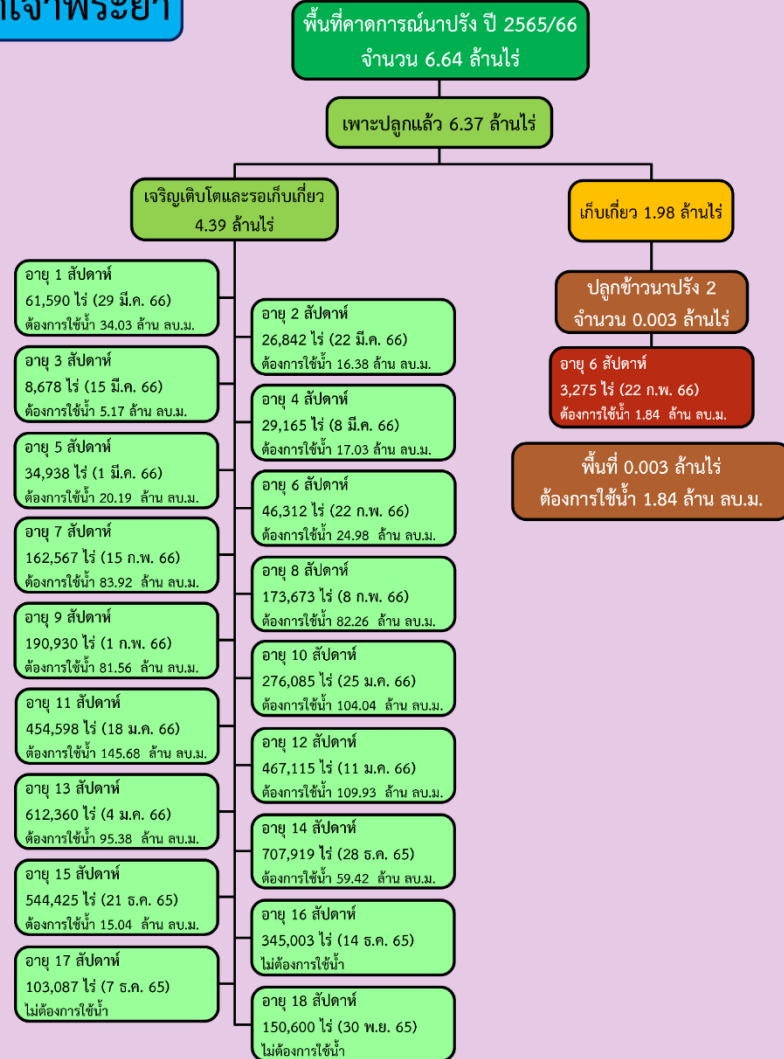 เจ้าพระยา
พื้นที่คาดการณ์นาปรัง ปี 2565/66
จำนวน 6.64 ล้านไร่
เพาะปลูกแล้ว 6.37 ล้านไร่
เจริญเติบโตและรอเก็บเกี่ยว
4.39 ล้านไร่
เก็บเกี่ยว 1.98 ล้านไร่
อายุ 1 สัปดาห์
61,590 ไร่ (29 มี.ค. 66)
ต้องการใช้น้ำ 34.03 ล้าน ลบ.ม.
อายุ 2 สัปดาห์
26,842 ไร่ (22 มี.ค. 66)
ต้องการใช้น้ำ 16.38 ล้าน ลบ.ม.
อายุ 3 สัปดาห์
8,678 ไร่ (15 มี.ค. 66)
ต้องการใช้น้ำ 5.17 ล้าน ลบ.ม.
อายุ 4 สัปดาห์
29,165 ไร่ (8 มี.ค. 66)
ต้องการใช้น้ำ 17.03 ล้าน ลบ.ม.
อายุ 5 สัปดาห์
34,938 ไร่ (1 มี.ค. 66)
ต้องการใช้น้ำ 20.19 ล้าน ลบ.ม.
อายุ 6 สัปดาห์
46,312 ไร่ (22 ก.พ. 66)
ต้องการใช้น้ำ 24.98 ล้าน ลบ.ม.
อายุ 7 สัปดาห์
162,567 ไร่ (15 ก.พ. 66)
ต้องการใช้น้ำ 83.92 ล้าน ลบ.ม.
อายุ 8 สัปดาห์
173,673 ไร่ (8 ก.พ. 66)
ต้องการใช้น้ำ 82.26 ล้าน ลบ.ม.
อายุ 9 สัปดาห์
190,930 ไร่ (1 ก.พ. 66)
ต้องการใช้น้ำ 81.56 ล้าน ลบ.ม.
อายุ 10 สัปดาห์
276,085 ไร่ (25 ม.ค. 66)
ต้องการใช้น้ำ 104.04 ล้าน ลบ.ม.
อายุ 11 สัปดาห์
454,598 ไร่ (18 ม.ค. 66)
ต้องการใช้น้ำ 145.68 ล้าน ลบ.ม.
อายุ 12 สัปดาห์
467,115 ไร่ (11 ม.ค. 66)
ต้องการใช้น้ำ 109.93 ล้าน ลบ.ม.
อายุ 13 สัปดาห์
612,360 ไร่ (4 ม.ค. 66)
ต้องการใช้น้ำ 95.38 ล้าน ลบ.ม.
อายุ 14 สัปดาห์
707,919 ไร่ (28 ธ.ค. 65)
ต้องการใช้น้ำ 59.42 ล้าน ลบ.ม.
อายุ 15 สัปดาห์
544,425 ไร่ (21 ธ.ค. 65)
ต้องการใช้น้ำ 15.04 ล้าน ลบ.ม.
อายุ 16 สัปดาห์
345,003 ไร่ (14 ธ.ค. 65)
ไม่ต้องการใช้น้ำ
อายุ 17 สัปดาห์
103,087 ไร่ (7 ธ.ค. 65)
ไม่ต้องการใช้น้ำ
อายุ 18 สัปดาห์
150,600 ไร่ (30 พ.ย. 65)
ไม่ต้องการใช้น้ำ
ปลูกข้าวนาปรัง 2
จำนวน 0.003 ล้านไร่
อายุ 6 สัปดาห์
3,275 ไร่ (22 ก.พ. 66)
ต้องการใช้น้ำ 1.84 ล้าน ลบ.ม.
พื้นที่ 0.003 ล้านไร่
ต้องการใช้น้ำ 1.84 ล้าน ลบ.ม.